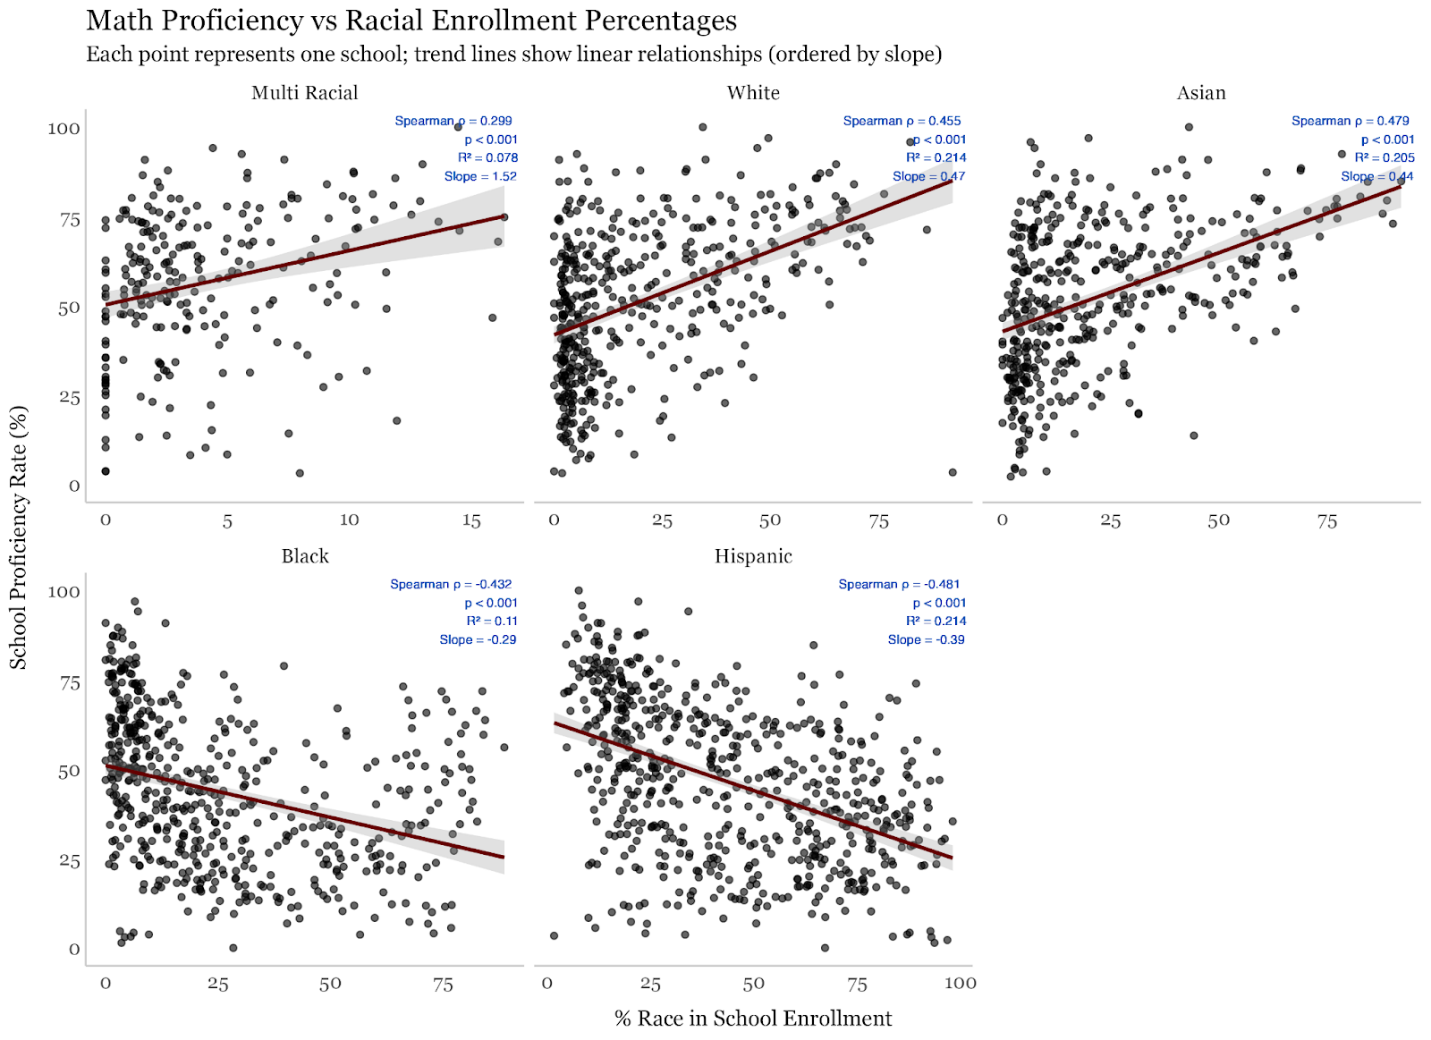 Math Proficiency vs Racial Enrollment Percentages
Each point represents one school; trend lines show linear relationships (ordered by slope)
Multi Racial
Spearman ρ = 0.299
p < 0.001
R² = 0.078
Slope = 1.52
White
Spearman ρ = 0.455
p < 0.001
R² = 0.214
Slope = 0.47
Asian
Spearman ρ = 0.479
p < 0.001
R² = 0.205
Slope = 0.44
100
75
50
25
0
0 5 10 15
0 25 50 75
0 25 50 75
School Proficiency Rate (%)
Black
Spearman ρ = -0.432
p < 0.001
R² = 0.11
Slope = -0.29
Hispanic
Spearman ρ = -0.481
p < 0.001
R² = 0.214
Slope = -0.39
100
75
50
25
0
0 25 50 75
0 25 50 75 100
% Race in School Enrollment